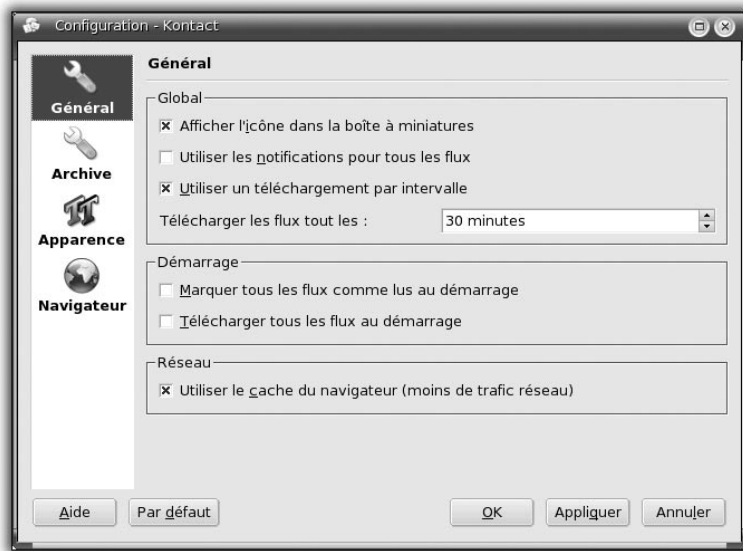 Configuration - Kontact
Général
Archive
Apparence
Navigateur
Général
Global
Afficher l'icône dans la boîte à miniatures
Utiliser les notifications pour tous les flux
Utiliser un téléchargement par intervalle
Télécharger les flux tout les : 30 minutes
Démarrage
Marquer tous les flux comme lus au démarrage
Télécharger tous les flux au démarrage
Réseau
Utiliser le cache du navigateur (moins de trafic réseau)
Aide Par défaut OK Appliquer Annuler